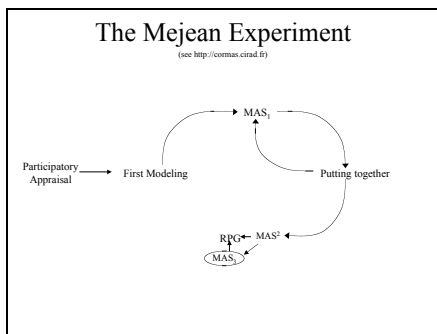 The Mejean Experiment
(see http://cormas.cirad.fr)
MAS₁
Participatory
Appraisal
First Modeling
Putting together
RPG
MAS²
MAS₃